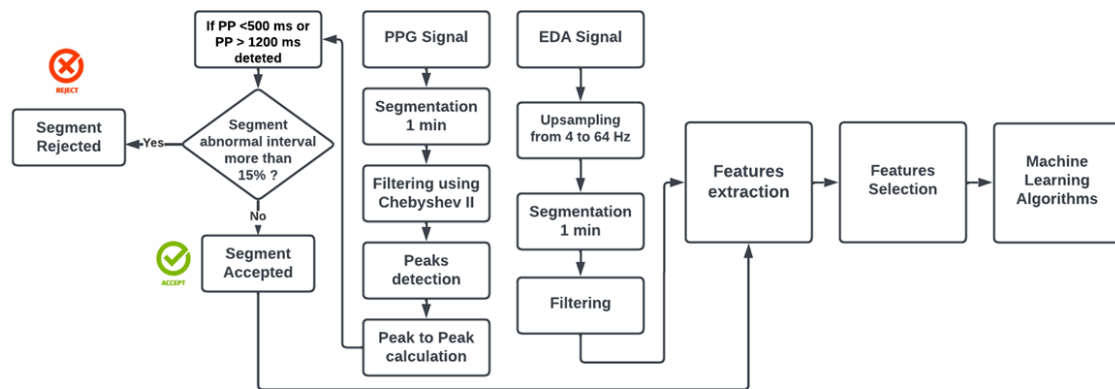 If PP <500 ms or
PP > 1200 ms
deteted
REJECT
Segment
Rejected
Yes
Segment
abnormal interval
more than
15% ?
No
ACCEPT
Segment
Accepted
PPG Signal
Segmentation
1 min
Filtering using
Chebyshev II
Peaks
detection
Peak to Peak
calculation
EDA Signal
Upsampling
from 4 to 64 Hz
Segmentation
1 min
Filtering
Features
extraction
Features
Selection
Machine
Learning
Algorithms